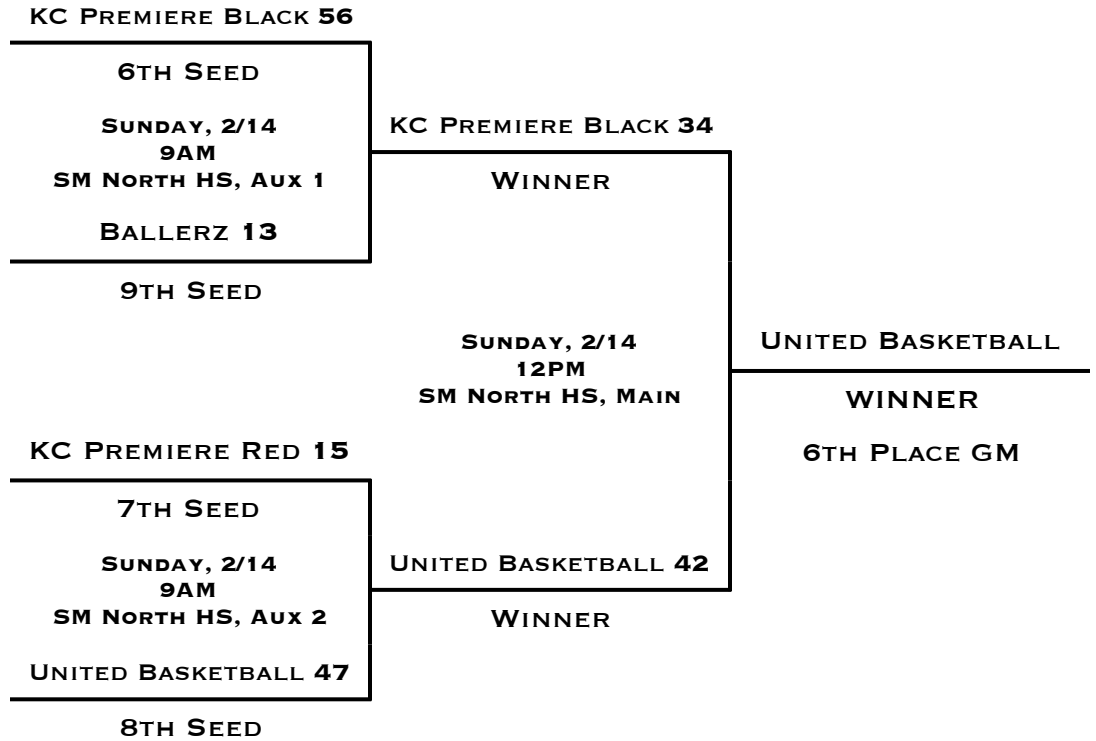 KC Premiere Black 56
6th Seed
Sunday, 2/14
9AM
SM North HS, Aux 1
Ballerz 13
9th Seed
KC Premiere Black 34
Winner
Sunday, 2/14
12PM
SM North HS, Main
United Basketball
WINNER
6th Place GM
KC Premiere Red 15
7th Seed
Sunday, 2/14
9AM
SM North HS, Aux 2
United Basketball 47
8th Seed
United Basketball 42
Winner